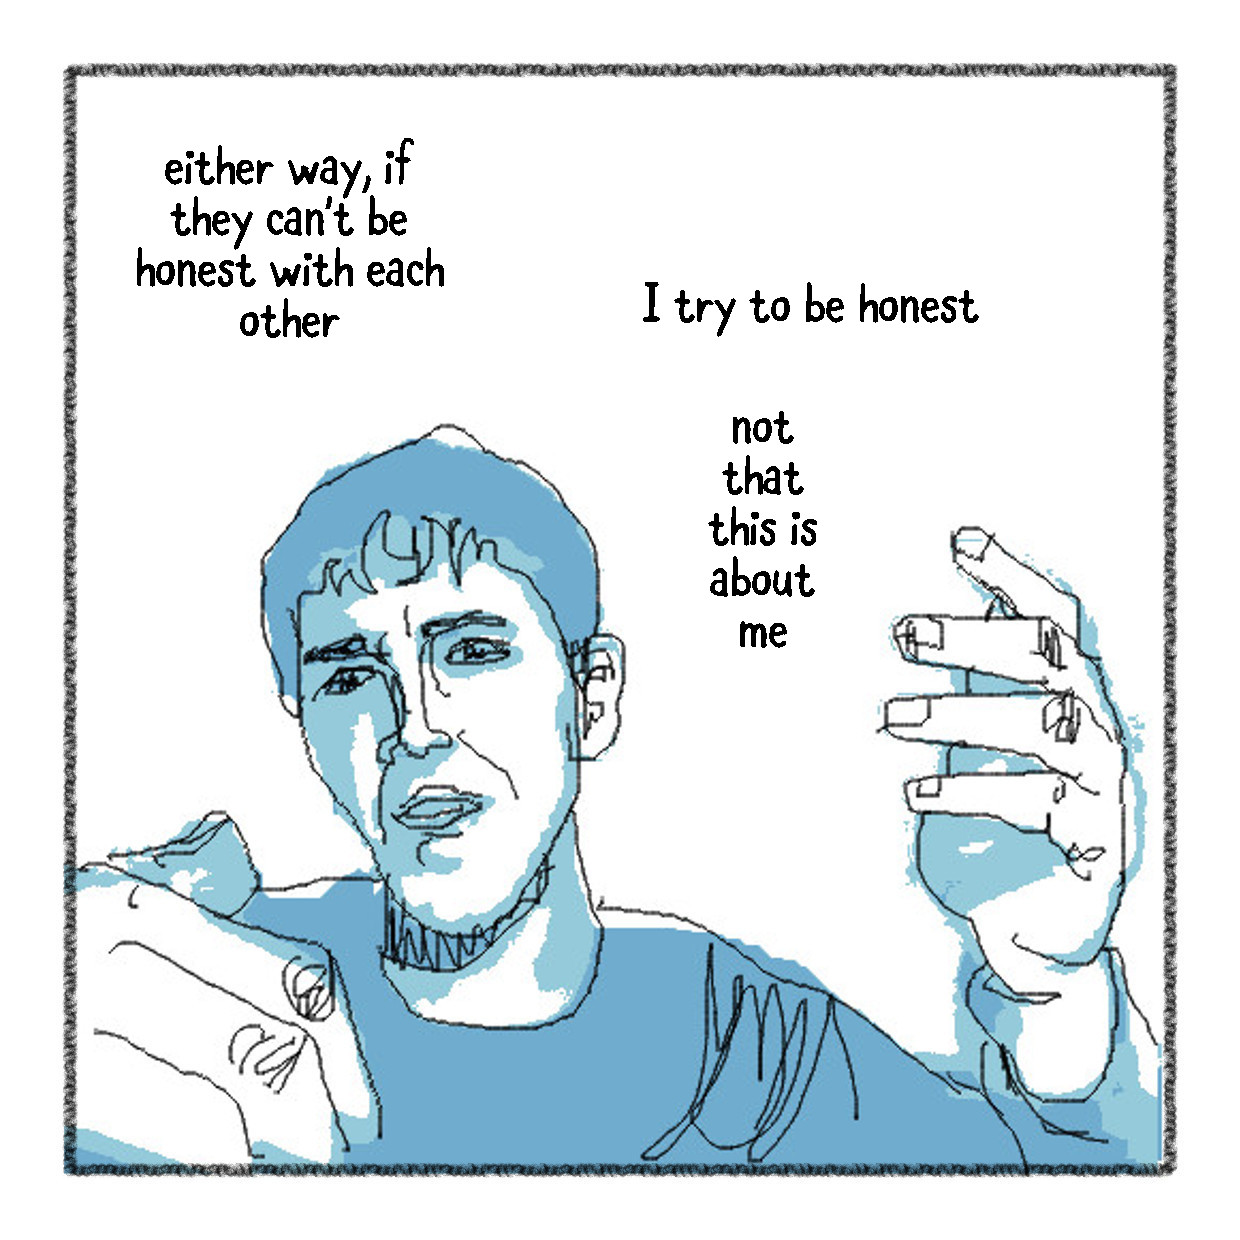 either way, if
they can't be
honest with each
other
I try to be honest
not
that
this is
about
me